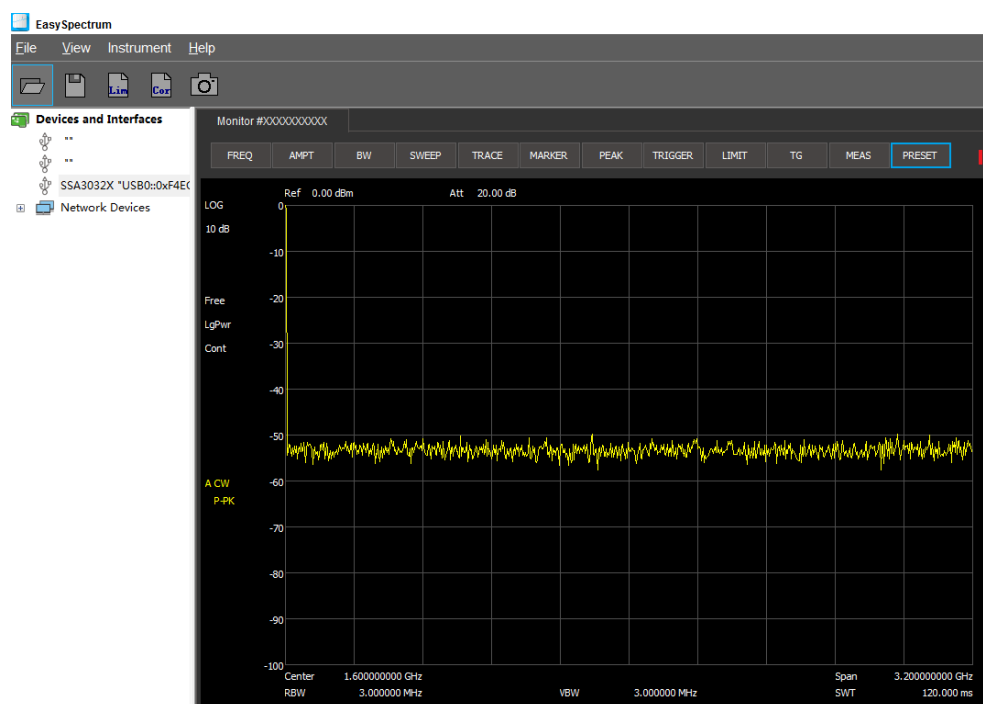 EasySpectrum
File View Instrument Help
Lim Cor
Devices and Interfaces
""
""
SSA3032X "USB0::0xF4E
Network Devices
Monitor #XXXXXXXXXX
FREQ AMPT BW SWEEP TRACE MARKER PEAK TRIGGER LIMIT TG MEAS PRESET
Ref 0.00 dBm Att 20.00 dB
LOG
10 dB
Free
LgPwr
Cont
A CW
P-PK
0
-10
-20
-30
-40
-50
-60
-70
-80
-90
-100
Center 1.600000000 GHz Span 3.200000000 GHz
RBW 3.000000 MHz VBW 3.000000 MHz SWT 120.000 ms